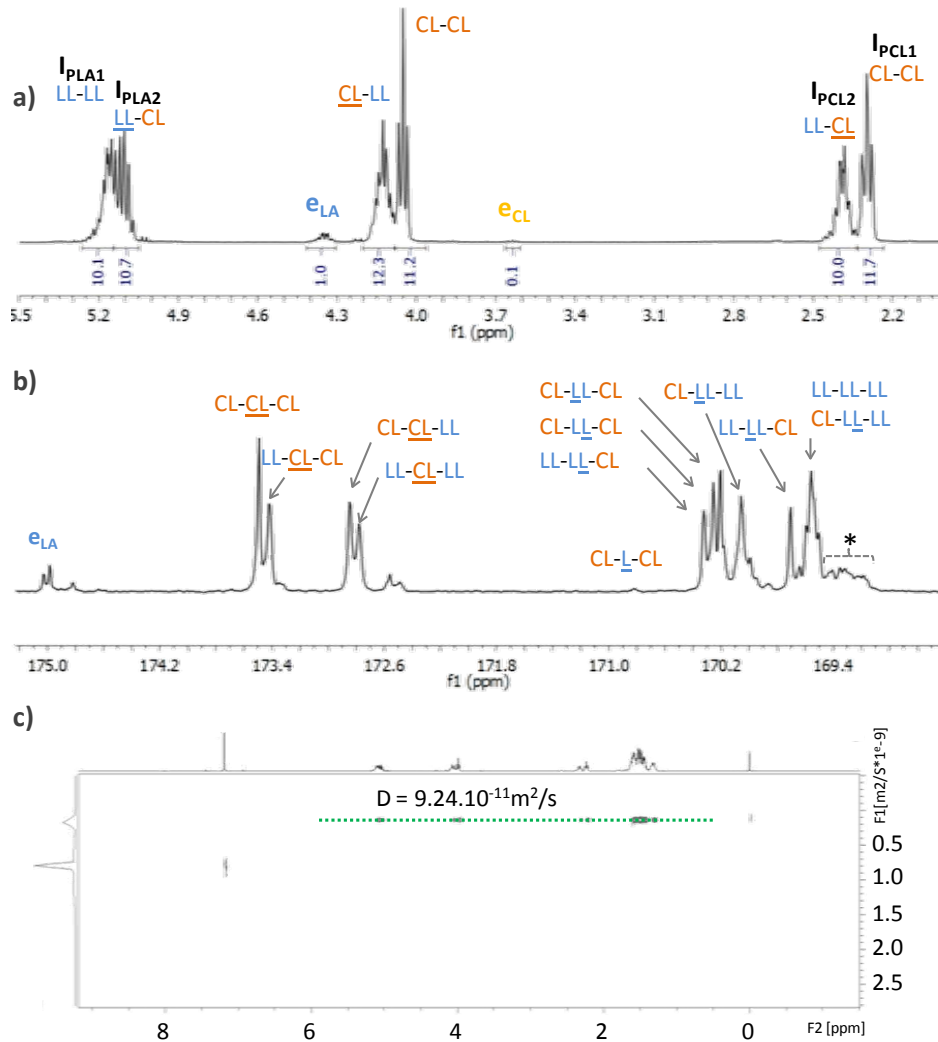 a)
I_PLA1
LL-LL
I_PLA2
LL-CL
CL-LL
CL-CL
I_PCL1
CL-CL
I_PCL2
LL-CL
e_LA
e_CL
10.1 10.7 1.0 12.3 11.2 0.1 10.0 11.7
5.5 5.2 4.9 4.6 4.3 4.0 3.7 3.4 3.1 2.8 2.5 2.2
f1 (ppm)
b)
CL-CL-CL
LL-CL-CL
CL-CL-LL
LL-CL-LL
CL-LL-CL
CL-LL-CL
LL-LL-CL
CL-LL-LL
LL-LL-CL
LL-LL-LL
CL-LL-LL
e_LA
CL-L-CL
*
175.0 174.2 173.4 172.6 171.8 171.0 170.2 169.4
f1 (ppm)
c)
D = 9.24.10⁻¹¹m²/s
F1[m2/S*1ᵉ-9]
0.5
1.0
1.5
2.0
2.5
8 6 4 2 0 F2 [ppm]